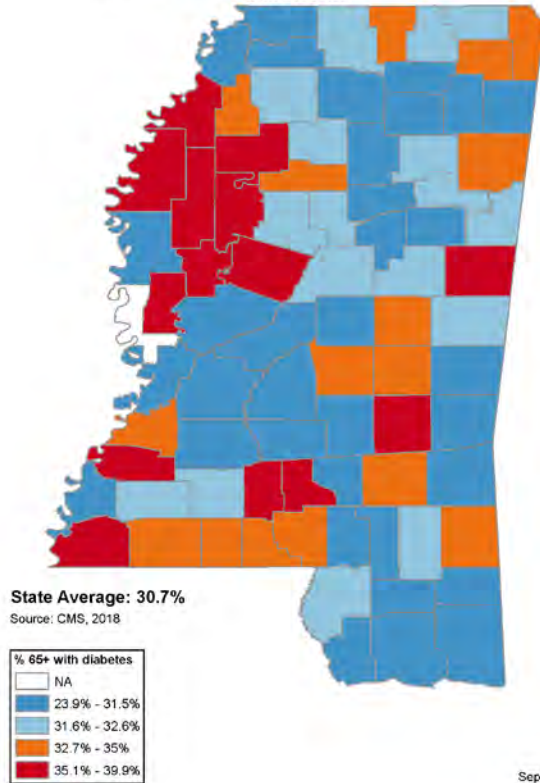 State Average: 30.7%
Source: CMS, 2018
% 65+ with diabetes
NA
23.9% - 31.5%
31.6% - 32.6%
32.7% - 35%
35.1% - 39.9%
Sep